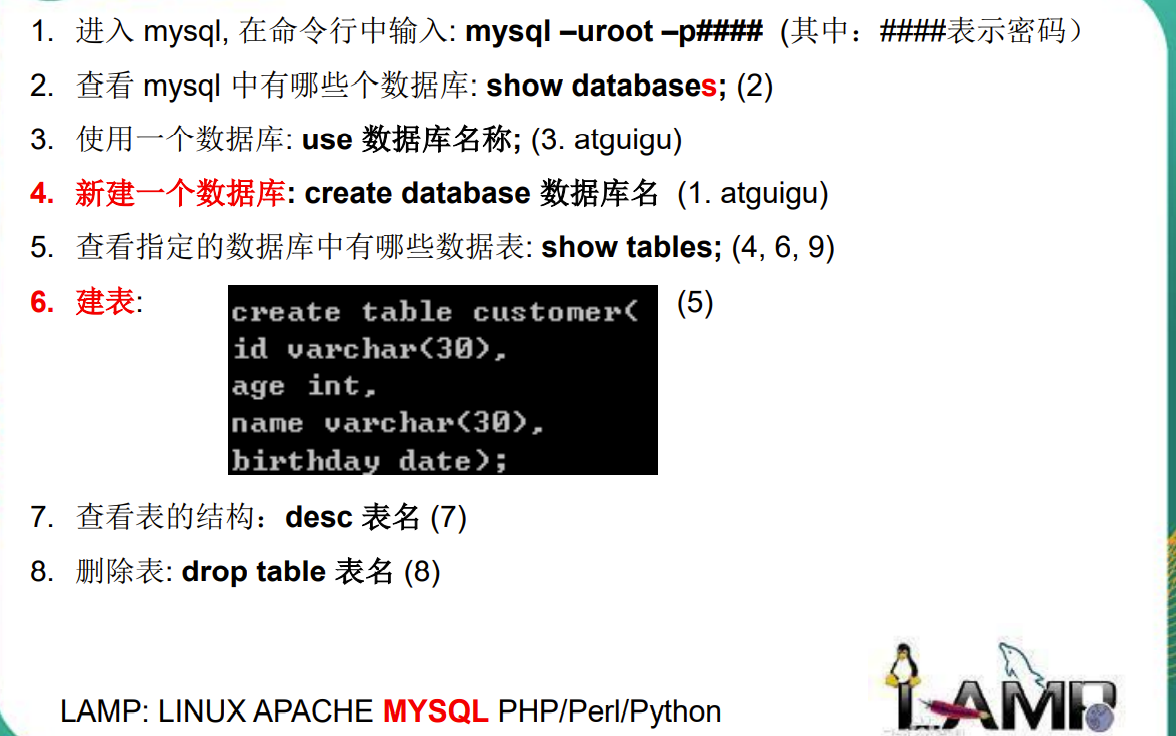 1. 进入 mysql, 在命令行中输入: mysql –uroot –p#### (其中：####表示密码）
2. 查看 mysql 中有哪些个数据库: show databases; (2)
3. 使用一个数据库: use 数据库名称; (3. atguigu)
4. 新建一个数据库: create database 数据库名 (1. atguigu)
5. 查看指定的数据库中有哪些数据表: show tables; (4, 6, 9)
6. 建表: (5)
create table customer(
id varchar(30),
age int,
name varchar(30),
birthday date);
7. 查看表的结构：desc 表名 (7)
8. 删除表: drop table 表名 (8)
LAMP: LINUX APACHE MYSQL PHP/Perl/Python
LAMP